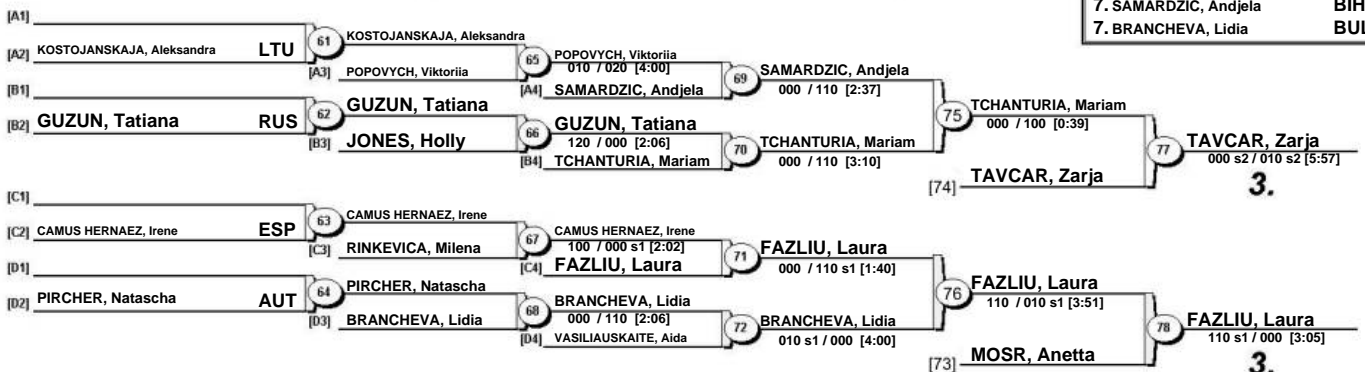 7. SAMARDZIC, Andjela BIH
7. BRANCHEVA, Lidia BUL
[A1]
[A2] KOSTOJANSKAJA, Aleksandra LTU
61
KOSTOJANSKAJA, Aleksandra
[A3] POPOVYCH, Viktoriia
65
POPOVYCH, Viktoriia
010 / 020 [4:00]
[A4] SAMARDZIC, Andjela
69
SAMARDZIC, Andjela
000 / 110 [2:37]
[B1]
[B2] GUZUN, Tatiana RUS
62
GUZUN, Tatiana
[B3] JONES, Holly
66
GUZUN, Tatiana
120 / 000 [2:06]
[B4] TCHANTURIA, Mariam
70
TCHANTURIA, Mariam
000 / 110 [3:10]
75
TCHANTURIA, Mariam
000 / 100 [0:39]
[74] TAVCAR, Zarja
77
TAVCAR, Zarja
000 s2 / 010 s2 [5:57]
3.
[C1]
[C2] CAMUS HERNAEZ, Irene ESP
63
CAMUS HERNAEZ, Irene
[C3] RINKEVICA, Milena
67
CAMUS HERNAEZ, Irene
100 / 000 s1 [2:02]
[C4] FAZLIU, Laura
71
FAZLIU, Laura
000 / 110 s1 [1:40]
[D1]
[D2] PIRCHER, Natascha AUT
64
PIRCHER, Natascha
[D3] BRANCHEVA, Lidia
68
BRANCHEVA, Lidia
000 / 110 [2:06]
[D4] VASILIAUSKAITE, Aida
72
BRANCHEVA, Lidia
010 s1 / 000 [4:00]
76
FAZLIU, Laura
110 / 010 s1 [3:51]
[73] MOSR, Anetta
78
FAZLIU, Laura
110 s1 / 000 [3:05]
3.